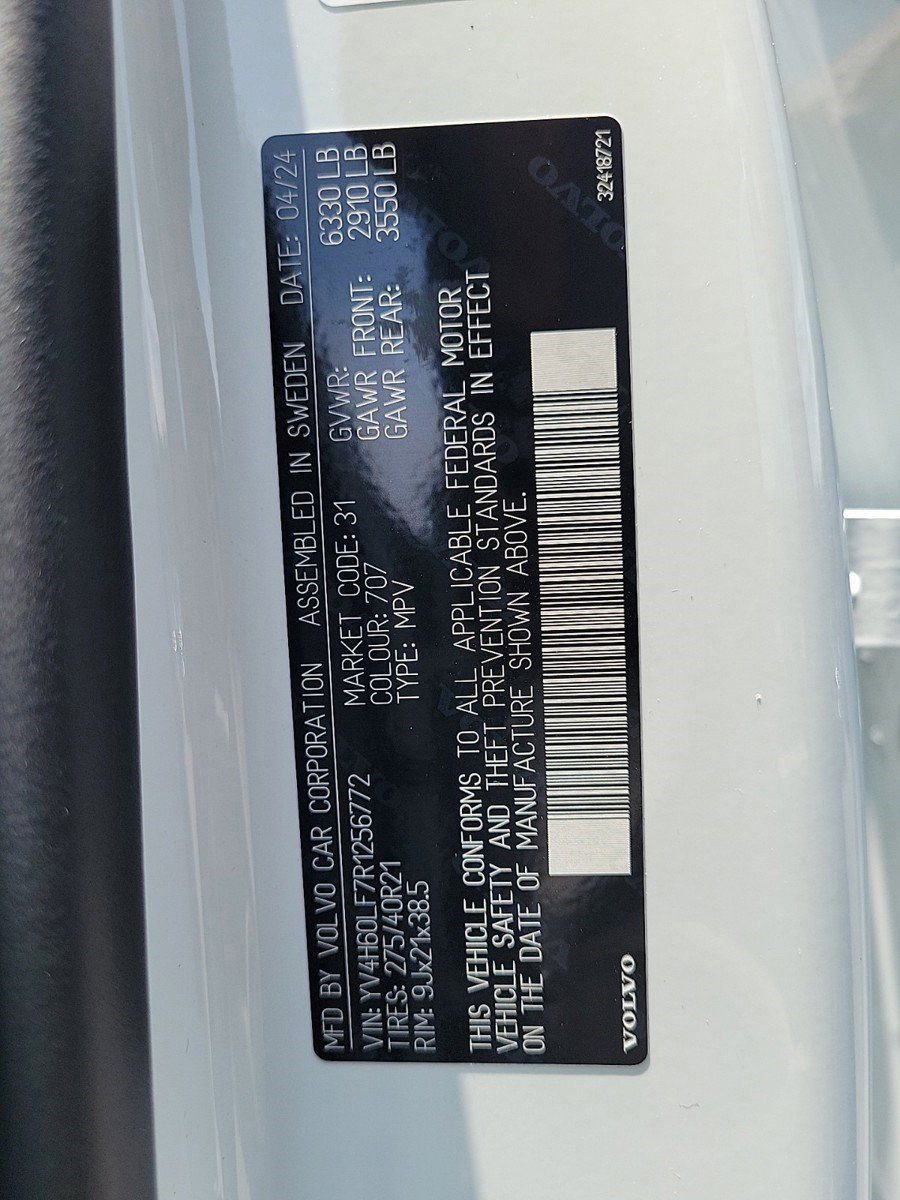 MFD BY VOLVO CAR CORPORATION ASSEMBLED IN SWEDEN DATE: 04/24
VIN: YV4H60LF7R1256772 MARKET CODE: 31 GVWR: 6330 LB
TIRES: 275/40R21 COLOUR: 707 GAWR FRONT: 2910 LB
RIM: 9Jx21x38.5 TYPE: MPV GAWR REAR: 3550 LB
THIS VEHICLE CONFORMS TO ALL APPLICABLE FEDERAL MOTOR
VEHICLE SAFETY AND THEFT PREVENTION STANDARDS IN EFFECT
ON THE DATE OF MANUFACTURE SHOWN ABOVE.
VOLVO 32418721